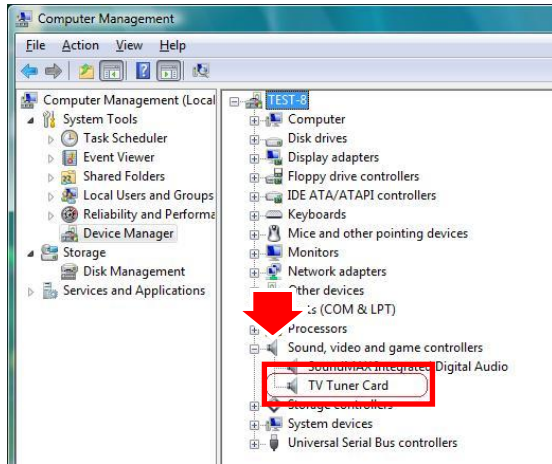 Computer Management
File Action View Help
Computer Management (Local
System Tools
Task Scheduler
Event Viewer
Shared Folders
Local Users and Groups
Reliability and Performa
Device Manager
Storage
Disk Management
Services and Applications
TEST-8
Computer
Disk drives
Display adapters
Floppy drive controllers
IDE ATA/ATAPI controllers
Keyboards
Mice and other pointing devices
Monitors
Network adapters
Other devices
(COM & LPT)
Processors
Sound, video and game controllers
SoundMAX Integrated Digital Audio
TV Tuner Card
Storage controllers
System devices
Universal Serial Bus controllers